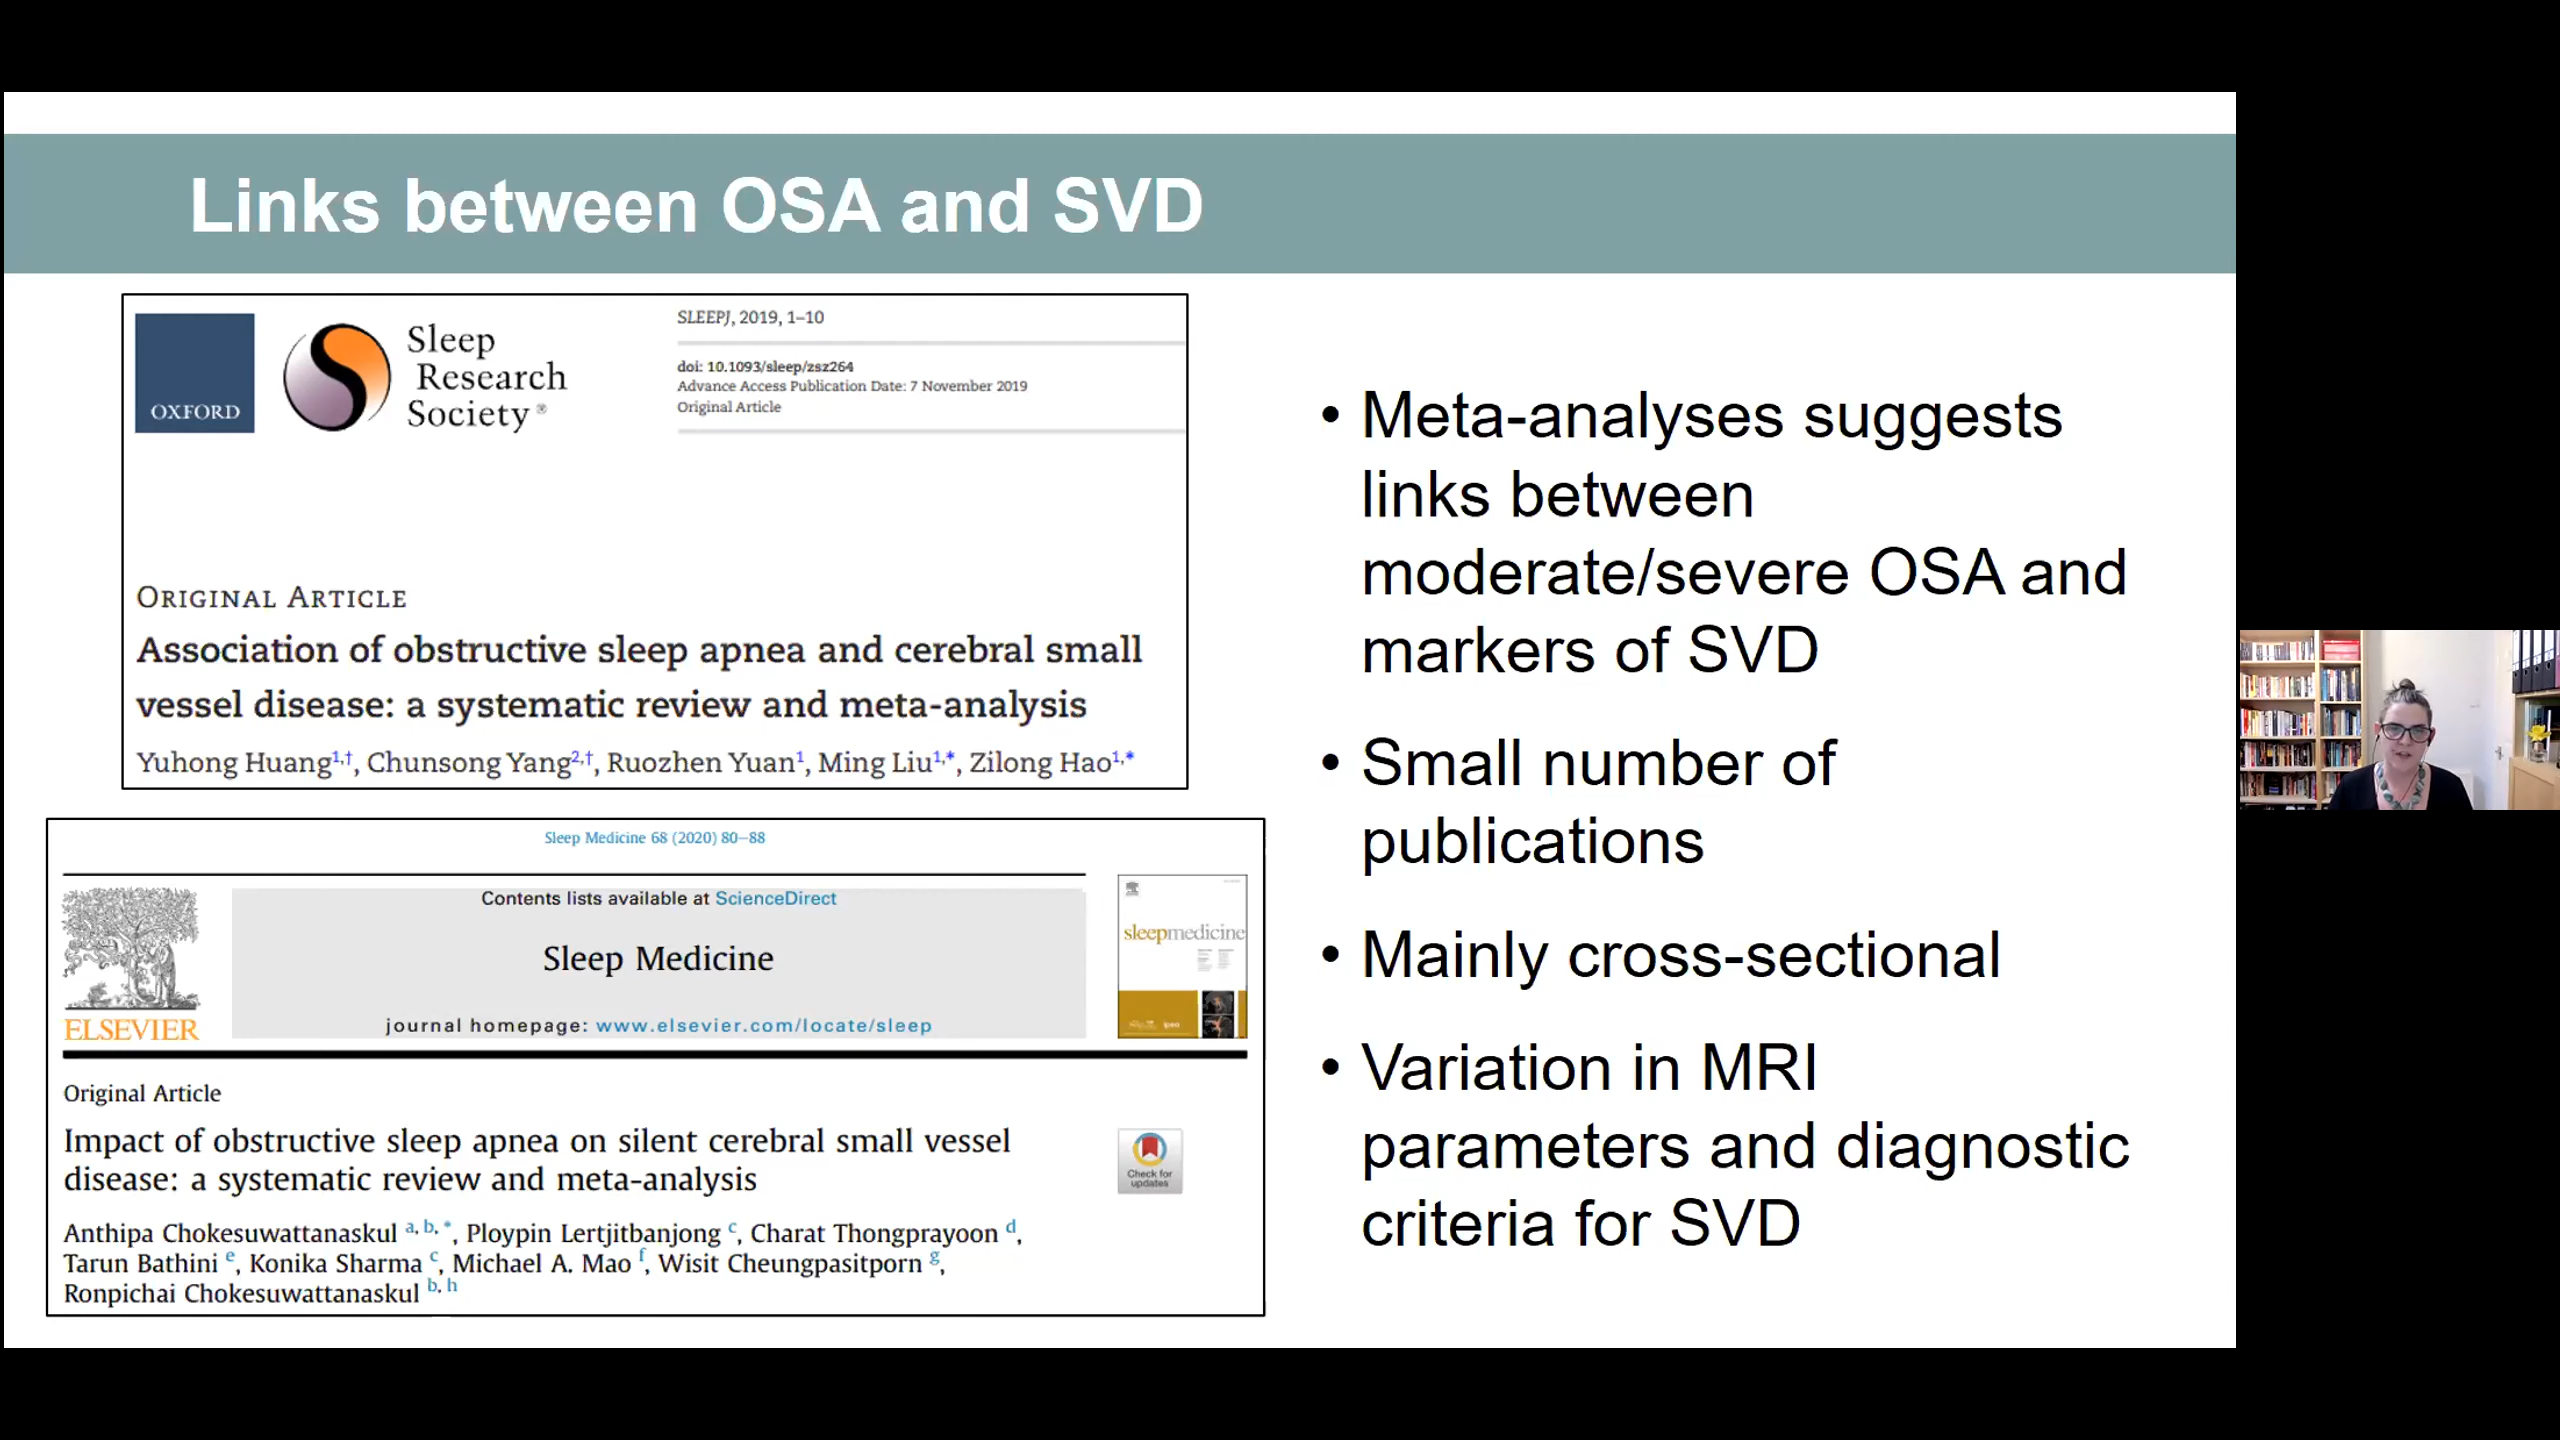 Links between OSA and SVD
OXFORD
Sleep
Research
Society®
SLEEPJ, 2019, 1–10
doi: 10.1093/sleep/zsz264
Advance Access Publication Date: 7 November 2019
Original Article
ORIGINAL ARTICLE
Association of obstructive sleep apnea and cerebral small
vessel disease: a systematic review and meta-analysis
Yuhong Huang1,†, Chunsong Yang2,†, Ruozhen Yuan1, Ming Liu1,*, Zilong Hao1,*
Sleep Medicine 68 (2020) 80–88
Contents lists available at ScienceDirect
Sleep Medicine
journal homepage: www.elsevier.com/locate/sleep
ELSEVIER
sleepmedicine
Original Article
Impact of obstructive sleep apnea on silent cerebral small vessel
disease: a systematic review and meta-analysis
Check for
updates
Anthipa Chokesuwattanaskul a, b, *, Ploypin Lertjitbanjong c, Charat Thongprayoon d,
Tarun Bathini e, Konika Sharma c, Michael A. Mao f, Wisit Cheungpasitporn g,
Ronpichai Chokesuwattanaskul b, h
• Meta-analyses suggests
links between
moderate/severe OSA and
markers of SVD
• Small number of
publications
• Mainly cross-sectional
• Variation in MRI
parameters and diagnostic
criteria for SVD